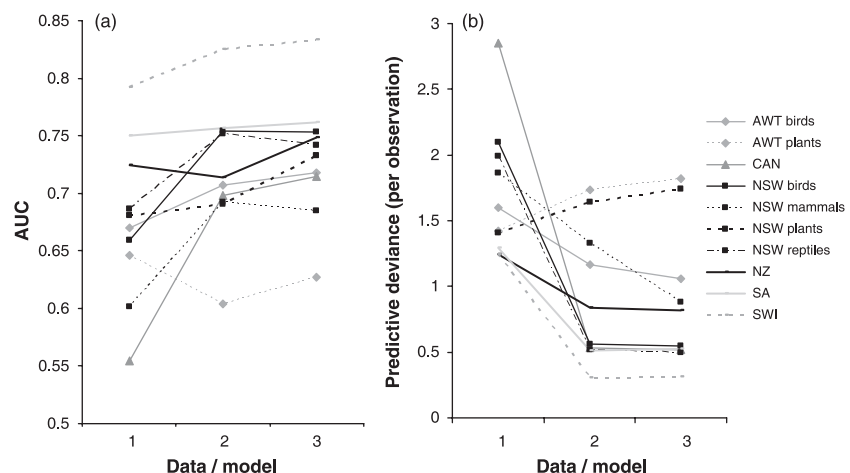 (a)
0.85
0.8
0.75
0.7
0.65
0.6
0.55
0.5
AUC
1 2 3
Data / model
(b)
3
2.5
2
1.5
1
0.5
0
Predictive deviance (per observation)
1 2 3
Data / model
AWT birds
AWT plants
CAN
NSW birds
NSW mammals
NSW plants
NSW reptiles
NZ
SA
SWI